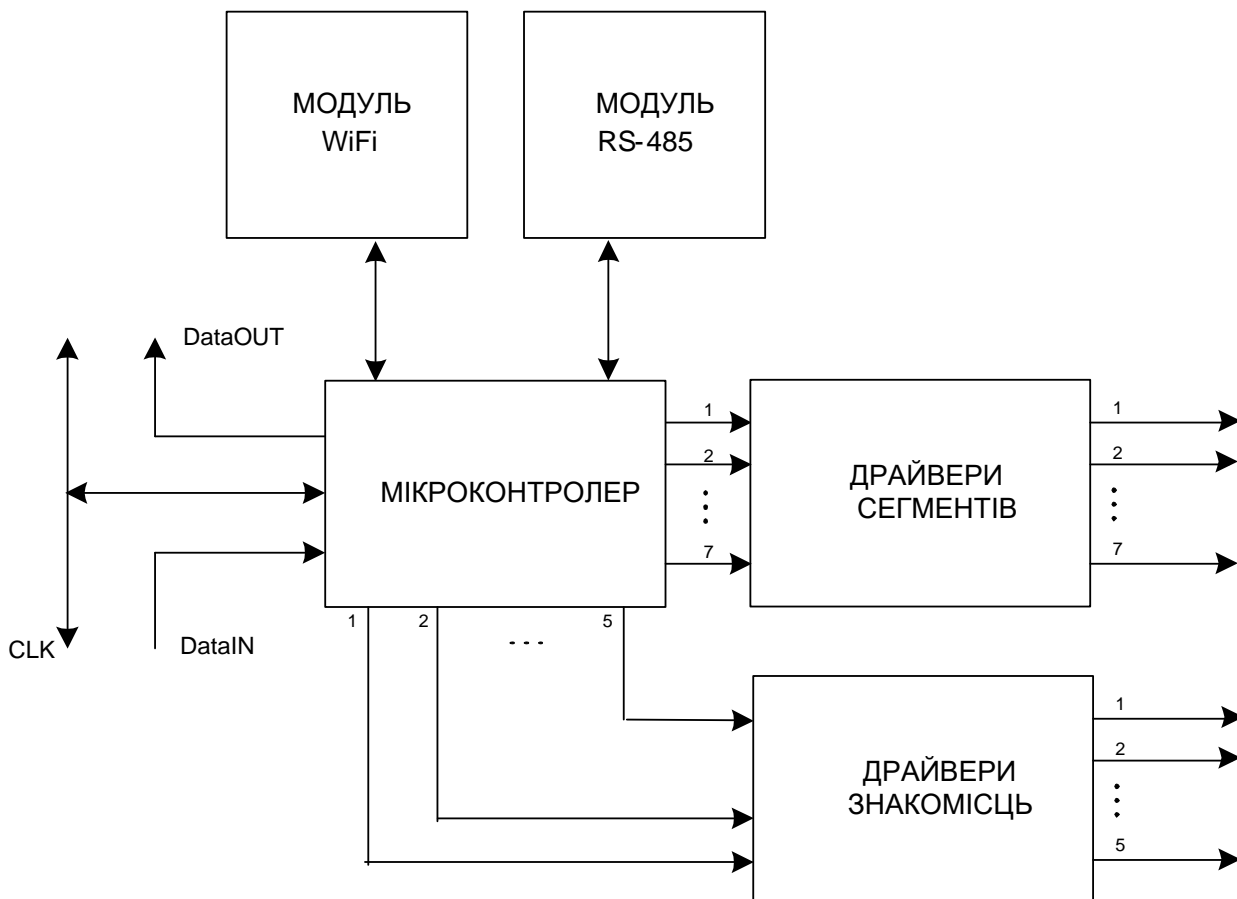 МОДУЛЬ
WiFi
МОДУЛЬ
RS-485
DataOUT
МІКРОКОНТРОЛЕР
1
2
7
ДРАЙВЕРИ
СЕГМЕНТІВ
1
2
7
CLK
DataIN
1
2
. . .
5
ДРАЙВЕРИ
ЗНАКОМІСЦЬ
1
2
5